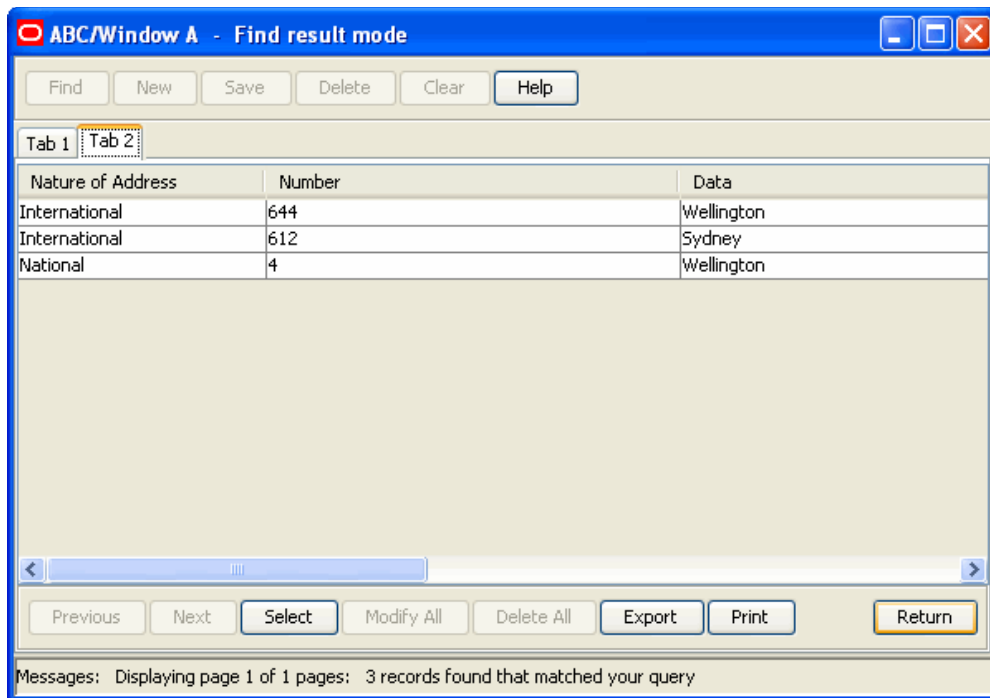 ABC/Window A - Find result mode
Find New Save Delete Clear Help
Tab 1 Tab 2
Nature of Address Number Data
International 644 Wellington
International 612 Sydney
National 4 Wellington
Previous Next Select Modify All Delete All Export Print Return
Messages: Displaying page 1 of 1 pages: 3 records found that matched your query